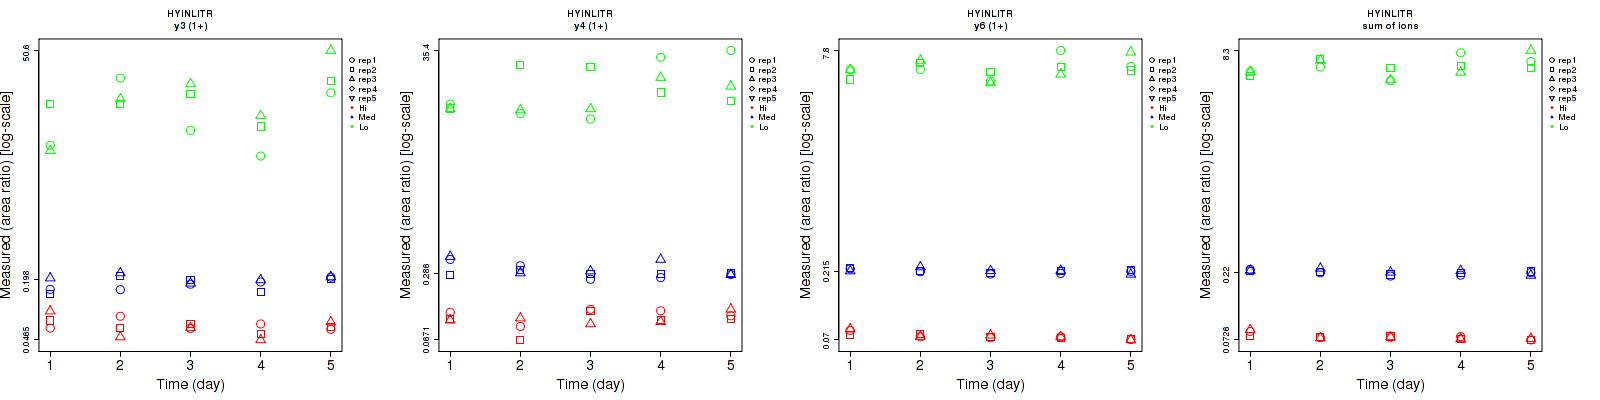 HYINLITR
y3 (1+)
Measured (area ratio) [log-scale]
50.6
0.198
0.0465
1 2 3 4 5
Time (day)
rep1
rep2
rep3
rep4
rep5
Hi
Med
Lo
HYINLITR
y4 (1+)
Measured (area ratio) [log-scale]
35.4
0.286
0.0671
1 2 3 4 5
Time (day)
rep1
rep2
rep3
rep4
rep5
Hi
Med
Lo
HYINLITR
y6 (1+)
Measured (area ratio) [log-scale]
7.8
0.215
0.07
1 2 3 4 5
Time (day)
rep1
rep2
rep3
rep4
rep5
Hi
Med
Lo
HYINLITR
sum of ions
Measured (area ratio) [log-scale]
8.3
0.22
0.0726
1 2 3 4 5
Time (day)
rep1
rep2
rep3
rep4
rep5
Hi
Med
Lo